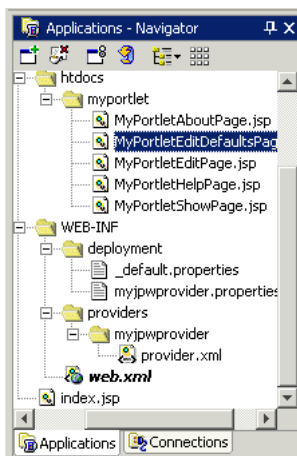 Applications - Navigator
htdocs
myportlet
MyPortletAboutPage.jsp
MyPortletEditDefaultsPag
MyPortletEditPage.jsp
MyPortletHelpPage.jsp
MyPortletShowPage.jsp
WEB-INF
deployment
_default.properties
myjpwprovider.properties
providers
myjpwprovider
provider.xml
web.xml
index.jsp
Applications
Connections